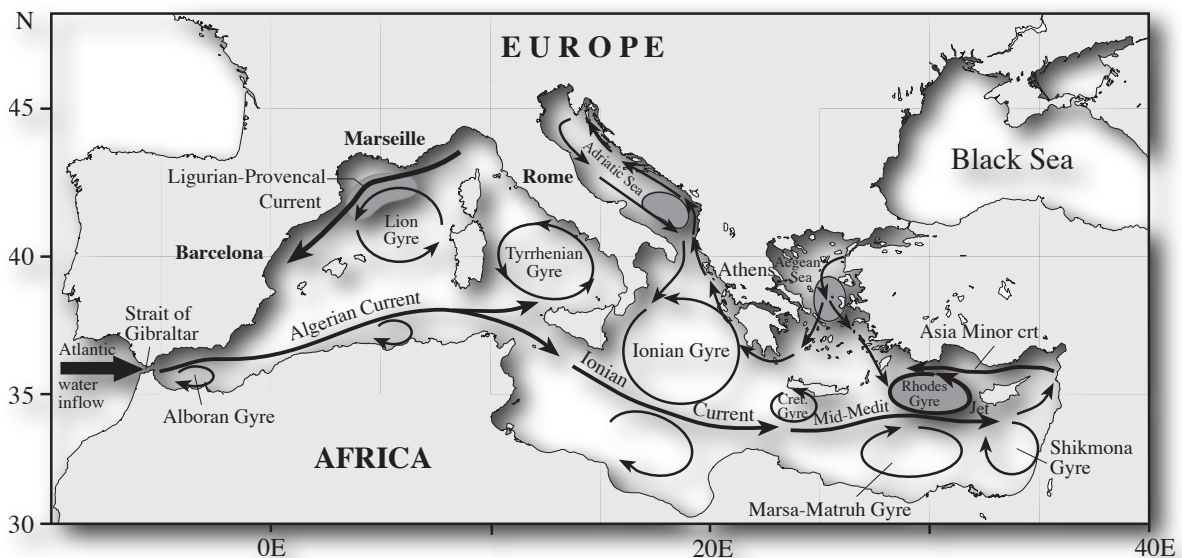 N
EUROPE
45
Marseille
Ligurian-Provencal
Current
Adriatic Sea
Rome
Black Sea
Lion
Gyre
Barcelona
40
Tyrrhenian
Gyre
Athens
Aegean
Sea
Strait of
Gibraltar
Algerian Current
Asia Minor crt.
Atlantic
water
inflow
Ionian Gyre
35
Alboran Gyre
Ionian
Current
Cret.
Gyre
Mid-Medit
Jet
Rhodes
Gyre
AFRICA
Shikmona
Gyre
Marsa-Matruh Gyre
30
0E
20E
40E